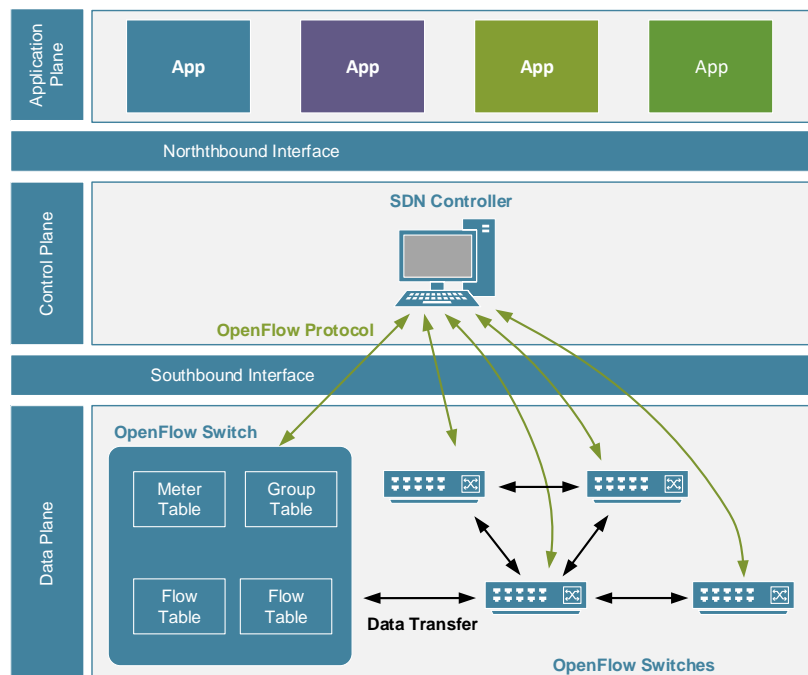 Application
Plane
App
App
App
App
Norththbound Interface
Control Plane
SDN Controller
OpenFlow Protocol
Southbound Interface
Data Plane
OpenFlow Switch
Meter
Table
Group
Table
Flow
Table
Flow
Table
Data Transfer
OpenFlow Switches